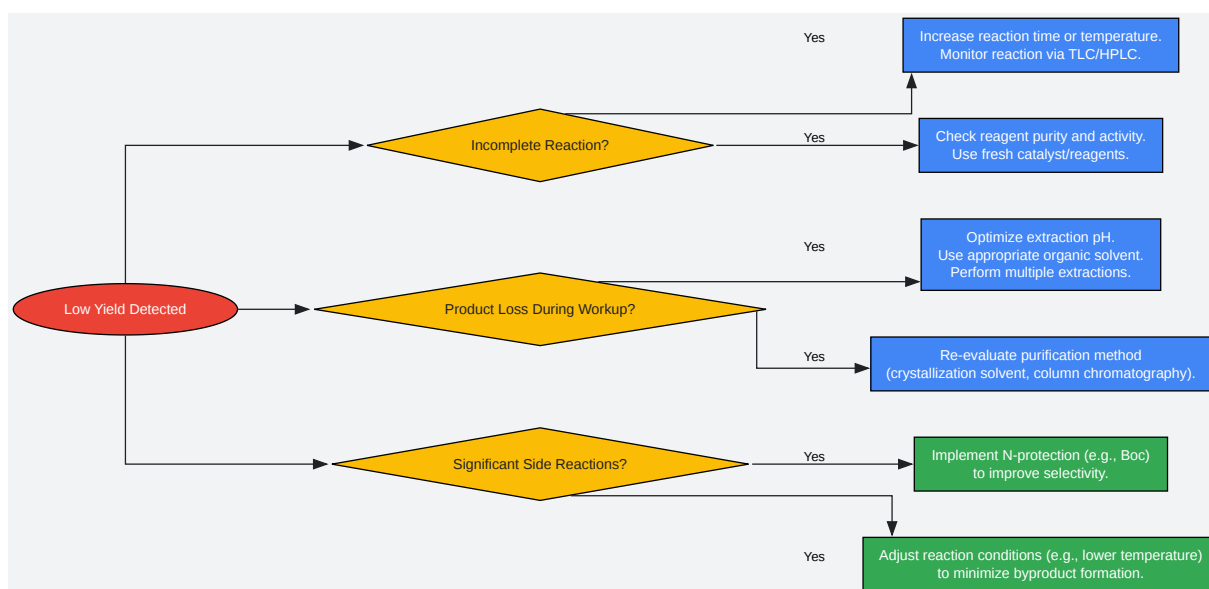 Yes
Increase reaction time or temperature.
Monitor reaction via TLC/HPLC.
Incomplete Reaction?
Yes
Check reagent purity and activity.
Use fresh catalyst/reagents.
Yes
Optimize extraction pH.
Use appropriate organic solvent.
Perform multiple extractions.
Low Yield Detected
Product Loss During Workup?
Yes
Re-evaluate purification method
(crystallization solvent, column chromatography).
Significant Side Reactions?
Yes
Implement N-protection (e.g., Boc)
to improve selectivity.
Yes
Adjust reaction conditions (e.g., lower temperature)
to minimize byproduct formation.